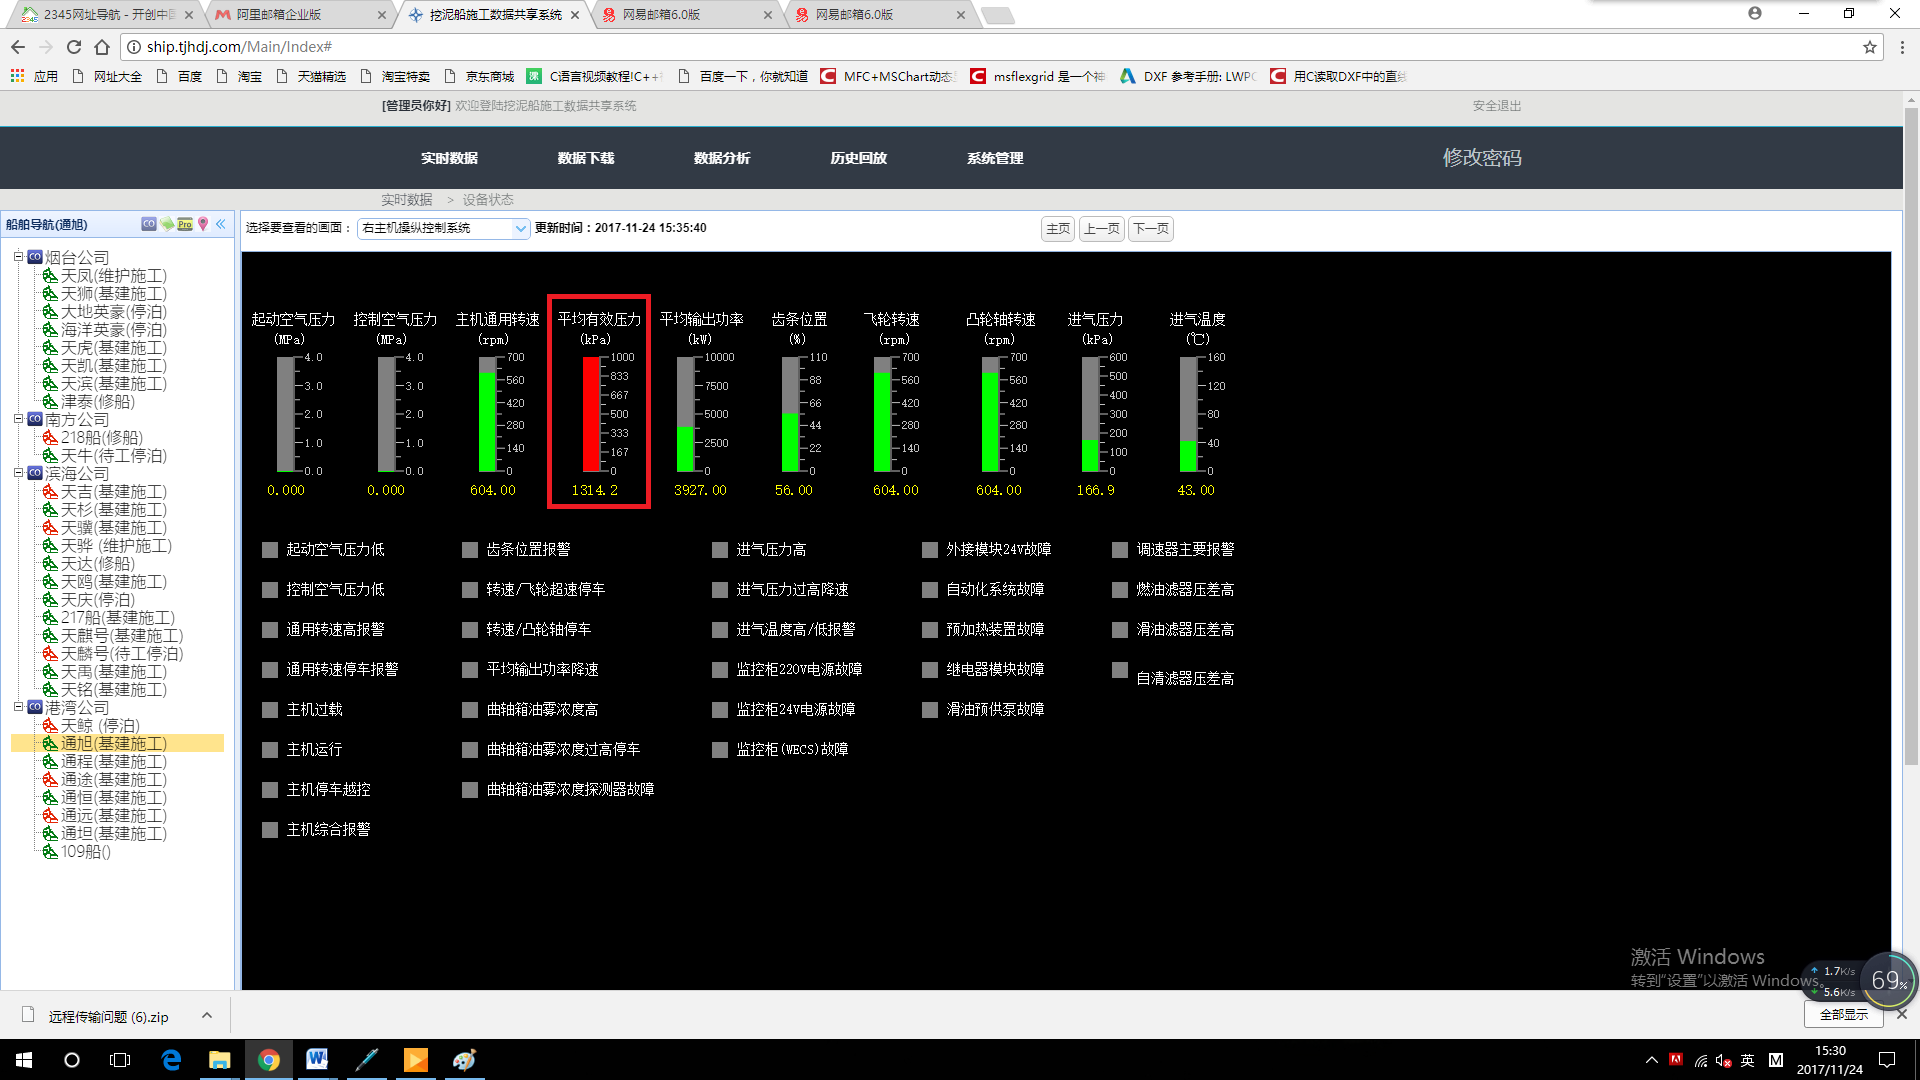 2345网址导航 - 开创中国
阿里邮箱企业版
挖泥船施工数据共享系统
网易邮箱6.0版
网易邮箱6.0版
ship.tjhdj.com/Main/Index#
应用
网址大全
百度
淘宝
天猫精选
淘宝特卖
京东商城
C语言视频教程!C++
百度一下，你就知道
MFC+MSChart动态
msflexgrid 是一个神
DXF 参考手册: LWPO
用C读取DXF中的直线
[管理员你好] 欢迎登陆挖泥船施工数据共享系统
安全退出
实时数据
数据下载
数据分析
历史回放
系统管理
修改密码
实时数据 > 设备状态
船舶导航(通旭)
CO
Pro
选择要查看的画面：
右主机操纵控制系统
更新时间：2017-11-24 15:35:40
主页
上一页
下一页
烟台公司
天凤(维护施工)
天狮(基建施工)
大地英豪(停泊)
海洋英豪(停泊)
天虎(基建施工)
天凯(基建施工)
天滨(基建施工)
津泰(修船)
南方公司
218船(修船)
天牛(待工停泊)
滨海公司
天吉(基建施工)
天杉(基建施工)
天骥(基建施工)
天骅 (维护施工)
天达(修船)
天鸥(基建施工)
天庆(停泊)
217船(基建施工)
天麒号(基建施工)
天麟号(待工停泊)
天禹(基建施工)
天铭(基建施工)
港湾公司
天鲸 (停泊)
通旭(基建施工)
通程(基建施工)
通途(基建施工)
通恒(基建施工)
通远(基建施工)
通坦(基建施工)
109船()
起动空气压力
(MPa)
4.0
3.0
2.0
1.0
0.0
0.000
控制空气压力
(MPa)
4.0
3.0
2.0
1.0
0.0
0.000
主机通用转速
(rpm)
700
560
420
280
140
0
604.00
平均有效压力
(kPa)
1000
833
667
500
333
167
0
1314.2
平均输出功率
(kW)
10000
7500
5000
2500
0
3927.00
齿条位置
(%)
110
88
66
44
22
0
56.00
飞轮转速
(rpm)
700
560
420
280
140
0
604.00
凸轮轴转速
(rpm)
700
560
420
280
140
0
604.00
进气压力
(kPa)
600
500
400
300
200
100
0
166.9
进气温度
(℃)
160
120
80
40
0
43.00
起动空气压力低
控制空气压力低
通用转速高报警
通用转速停车报警
主机过载
主机运行
主机停车越控
主机综合报警
齿条位置报警
转速/飞轮超速停车
转速/凸轮轴停车
平均输出功率降速
曲轴箱油雾浓度高
曲轴箱油雾浓度过高停车
曲轴箱油雾浓度探测器故障
进气压力高
进气压力过高降速
进气温度高/低报警
监控柜220V电源故障
监控柜24V电源故障
监控柜(WECS)故障
外接模块24V故障
自动化系统故障
预加热装置故障
继电器模块故障
滑油预供泵故障
调速器主要报警
燃油滤器压差高
滑油滤器压差高
自清滤器压差高
激活 Windows
转到“设置”以激活 Windows。
1.7K/s
5.6K/s
69%
远程传输问题 (6).zip
全部显示
英
M
15:30
2017/11/24